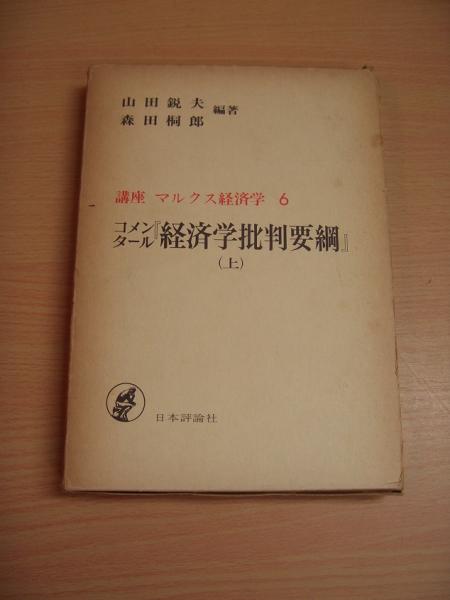 山田鋭夫 編著
森田桐郎
講座 マルクス経済学 6
コメンタール『経済学批判要綱』
(上)
日本評論社